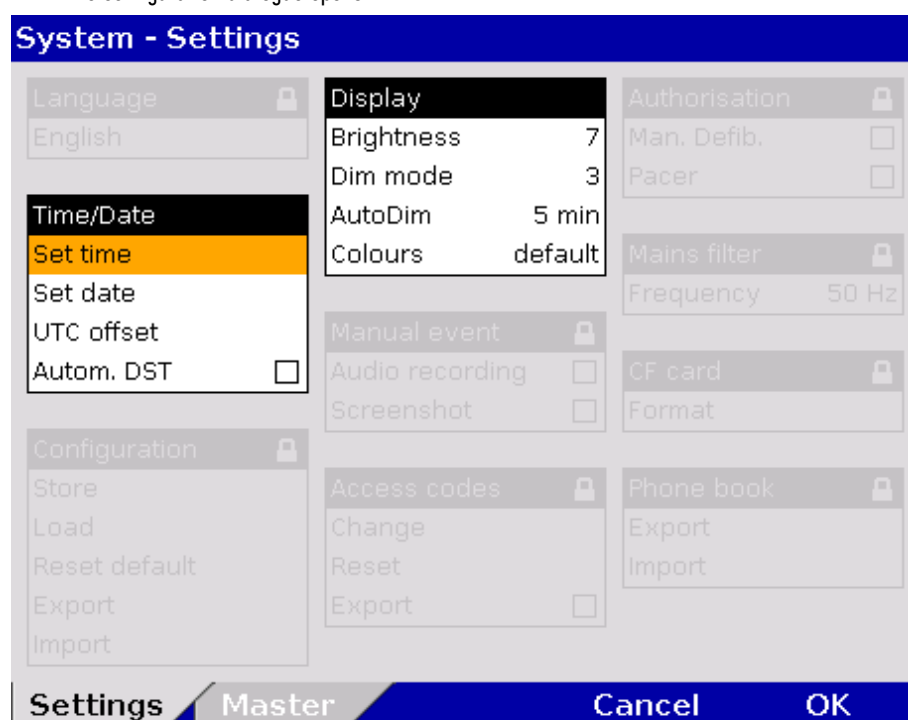 System - Settings
Language
English
Time/Date
Set time
Set date
UTC offset
Autom. DST
Configuration
Store
Load
Reset default
Export
Import
Display
Brightness 7
Dim mode 3
AutoDim 5 min
Colours default
Manual event
Audio recording
Screenshot
Access codes
Change
Reset
Export
Authorisation
Man. Defib.
Pacer
Mains filter
Frequency 50 Hz
CF card
Format
Phone book
Export
Import
Settings Master Cancel OK